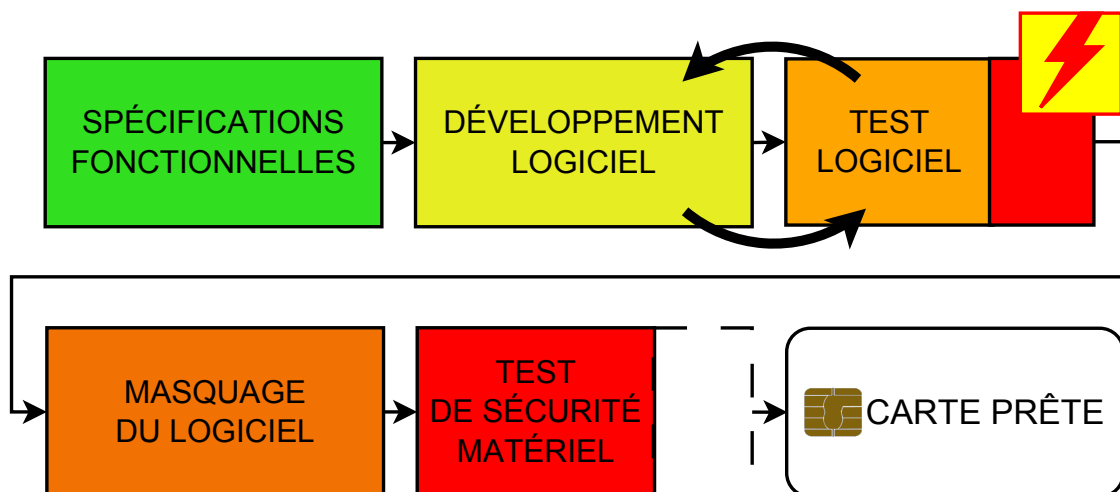 SPÉCIFICATIONS
FONCTIONNELLES
DÉVELOPPEMENT
LOGICIEL
TEST
LOGICIEL
MASQUAGE
DU LOGICIEL
TEST
DE SÉCURITÉ
MATÉRIEL
CARTE PRÊTE